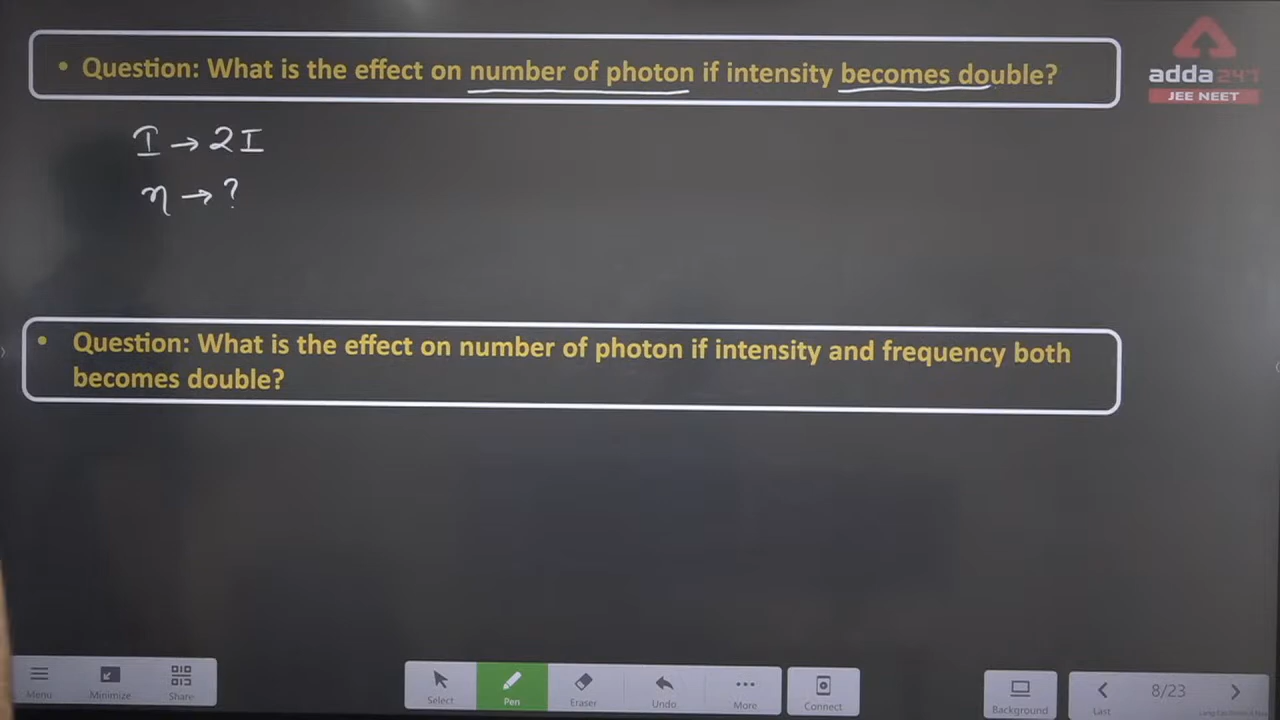 • Question: What is the effect on number of photon if intensity becomes double?
adda247
JEE NEET
I → 2I
η → ?
• Question: What is the effect on number of photon if intensity and frequency both
becomes double?
Menu
Minimize
Share
Select
Pen
Eraser
Undo
More
Connect
Background
Last
8/23